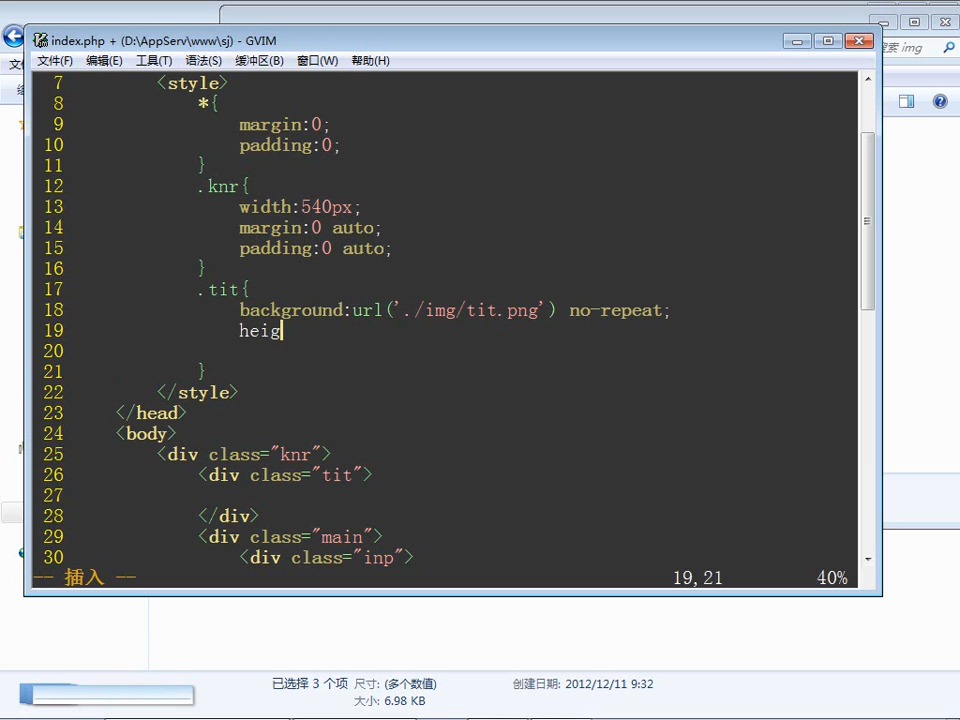 index.php + (D:\AppServ\www\sj) - GVIM
文件(F) 编辑(E) 工具(T) 语法(S) 缓冲区(B) 窗口(W) 帮助(H)
img
7 <style>
8 *{
9 margin:0;
10 padding:0;
11 }
12 .knr{
13 width:540px;
14 margin:0 auto;
15 padding:0 auto;
16 }
17 .tit{
18 background:url('./img/tit.png') no-repeat;
19 heig
20
21 }
22 </style>
23 </head>
24 <body>
25 <div class="knr">
26 <div class="tit">
27
28 </div>
29 <div class="main">
30 <div class="inp">
-- 插入 -- 19,21 40%
已选择 3 个项 尺寸: (多个数值) 创建日期: 2012/12/11 9:32
大小: 6.98 KB